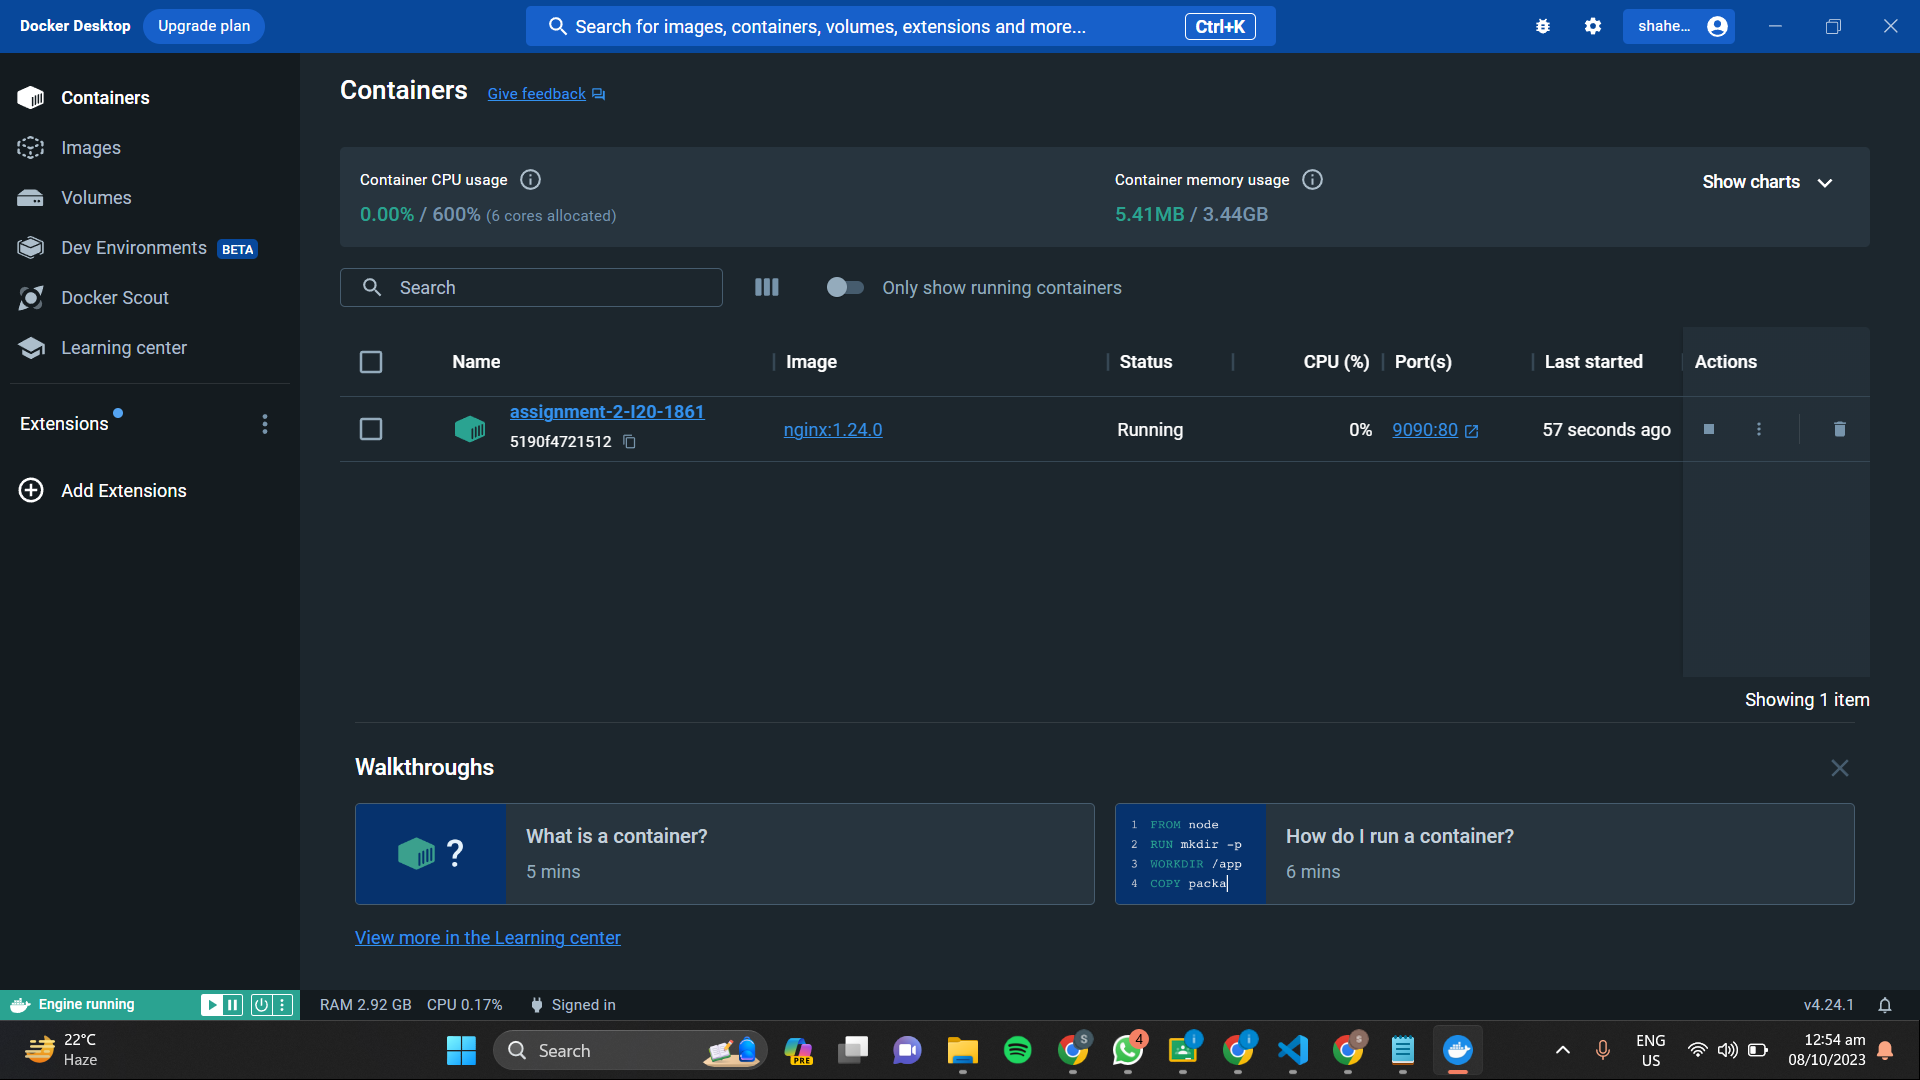 Docker Desktop Upgrade plan Search for images, containers, volumes, extensions and more... Ctrl+K shahe...
Containers
Images
Volumes
Dev Environments BETA
Docker Scout
Learning center
Extensions
Add Extensions
Containers Give feedback
Container CPU usage
0.00% / 600% (6 cores allocated)
Container memory usage
5.41MB / 3.44GB
Show charts
Search
Only show running containers
Name Image Status CPU (%) Port(s) Last started Actions
assignment-2-I20-1861
5190f4721512
nginx:1.24.0 Running 0% 9090:80 57 seconds ago
Showing 1 item
Walkthroughs
?
What is a container?
5 mins
1 FROM node
2 RUN mkdir -p
3 WORKDIR /app
4 COPY packa
How do I run a container?
6 mins
View more in the Learning center
Engine running RAM 2.92 GB CPU 0.17% Signed in v4.24.1
22°C
Haze
Search
PRE
S
4
S
ENG
US
12:54 am
08/10/2023